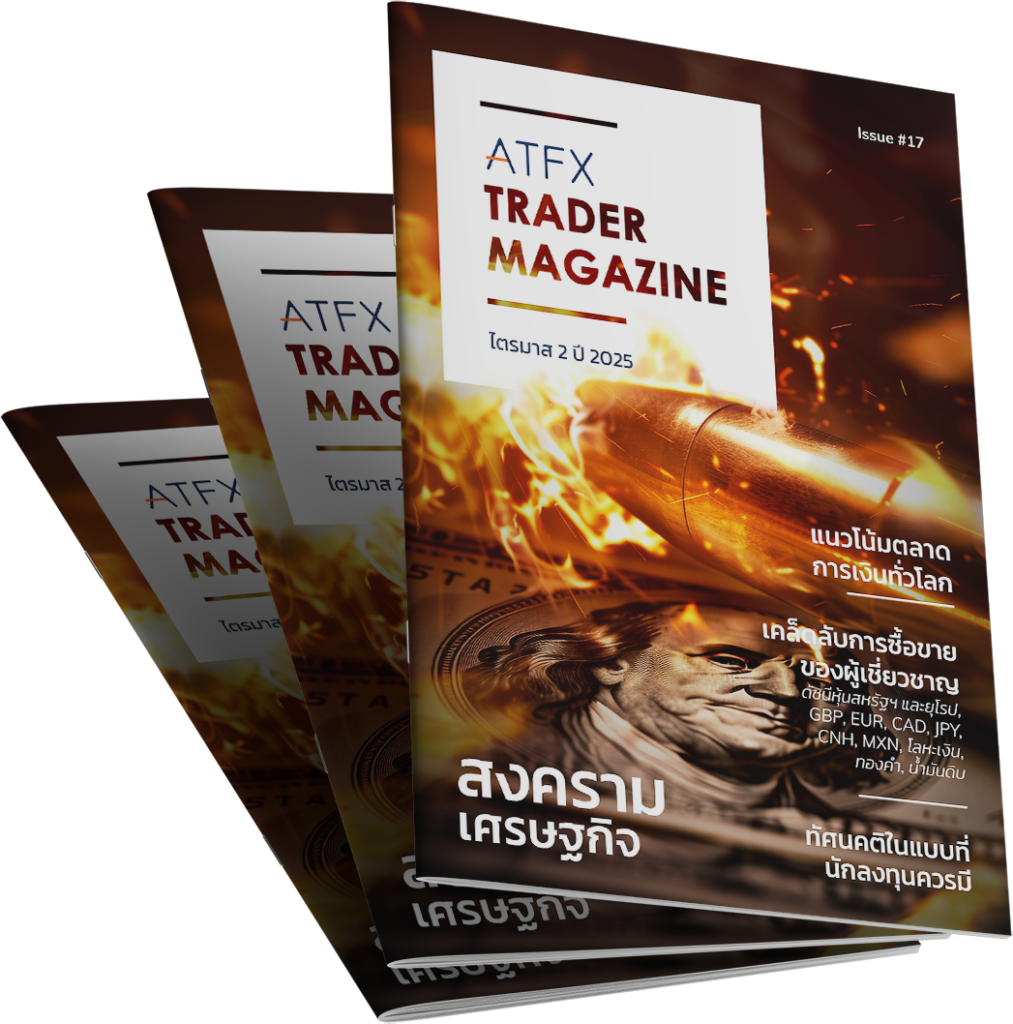 Issue #17
ATFX
TRADER
MAGAZINE
ไตรมาส 2 ปี 2025
แนวโน้มตลาด
การเงินทั่วโลก
เคล็ดลับการซื้อขาย
ของผู้เชี่ยวชาญ
ดัชนีหุ้นสหรัฐฯ และยุโรป,
GBP, EUR, CAD, JPY,
CNH, MXN, โลหะเงิน,
ทองคำ, น้ำมันดิบ
สงคราม
เศรษฐกิจ
ทัศนคติในแบบที่
นักลงทุนควรมี
ATFX
TRAD
MAG
ไตรมาส 2
เศรษฐกิจ
ATFX
TRA
MA
ไตรมาส
เศรษฐกิจ